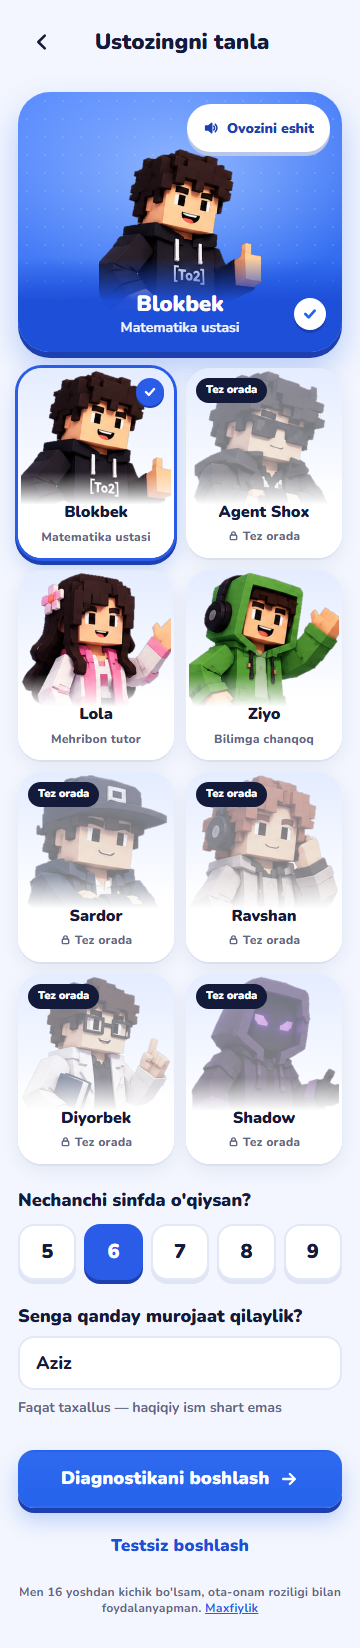 Ustozingni tanla
Ovozini eshit
[To2]
Blokbek
Matematika ustasi
[To2]
Blokbek
Matematika ustasi
Tez orada
Agent Shox
Tez orada
Lola
Mehribon tutor
Ziyo
Bilimga chanqoq
Tez orada
Sardor
Tez orada
Tez orada
Ravshan
Tez orada
Tez orada
Diyorbek
Tez orada
Tez orada
Shadow
Tez orada
Nechanchi sinfda o'qiysan?
5 6 7 8 9
Senga qanday murojaat qilaylik?
Aziz
Faqat taxallus — haqiqiy ism shart emas
Diagnostikani boshlash →
Testsiz boshlash
Men 16 yoshdan kichik bo'lsam, ota-onam roziligi bilan
foydalanyapman. Maxfiylik